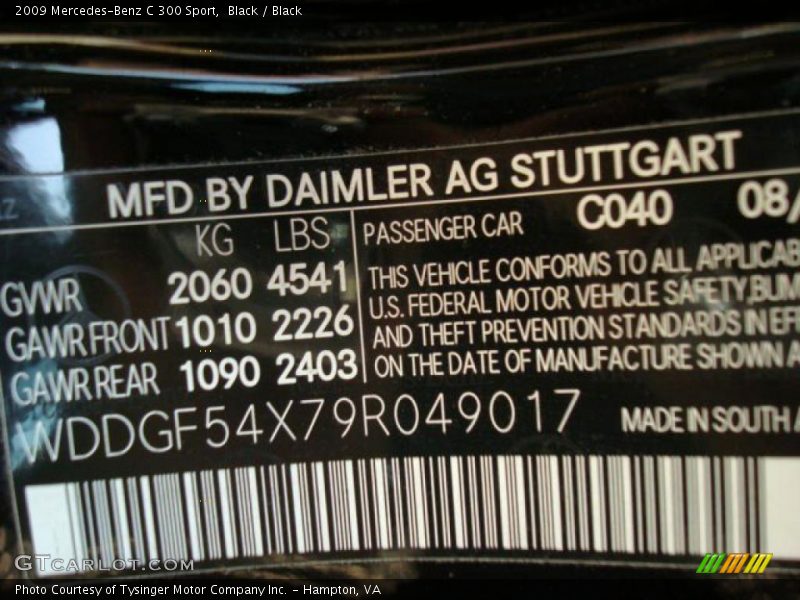 2009 Mercedes-Benz C 300 Sport, Black / Black
MFD BY DAIMLER AG STUTTGART
KG LBS PASSENGER CAR C040 08/
GVWR 2060 4541 THIS VEHICLE CONFORMS TO ALL APPLICAB
U.S. FEDERAL MOTOR VEHICLE SAFETY,BUM
GAWR FRONT 1010 2226 AND THEFT PREVENTION STANDARDS IN EFF
GAWR REAR 1090 2403 ON THE DATE OF MANUFACTURE SHOWN A
WDDGF54X79R049017 MADE IN SOUTH A
GTcarlot.com
Photo Courtesy of Tysinger Motor Company Inc. - Hampton, VA